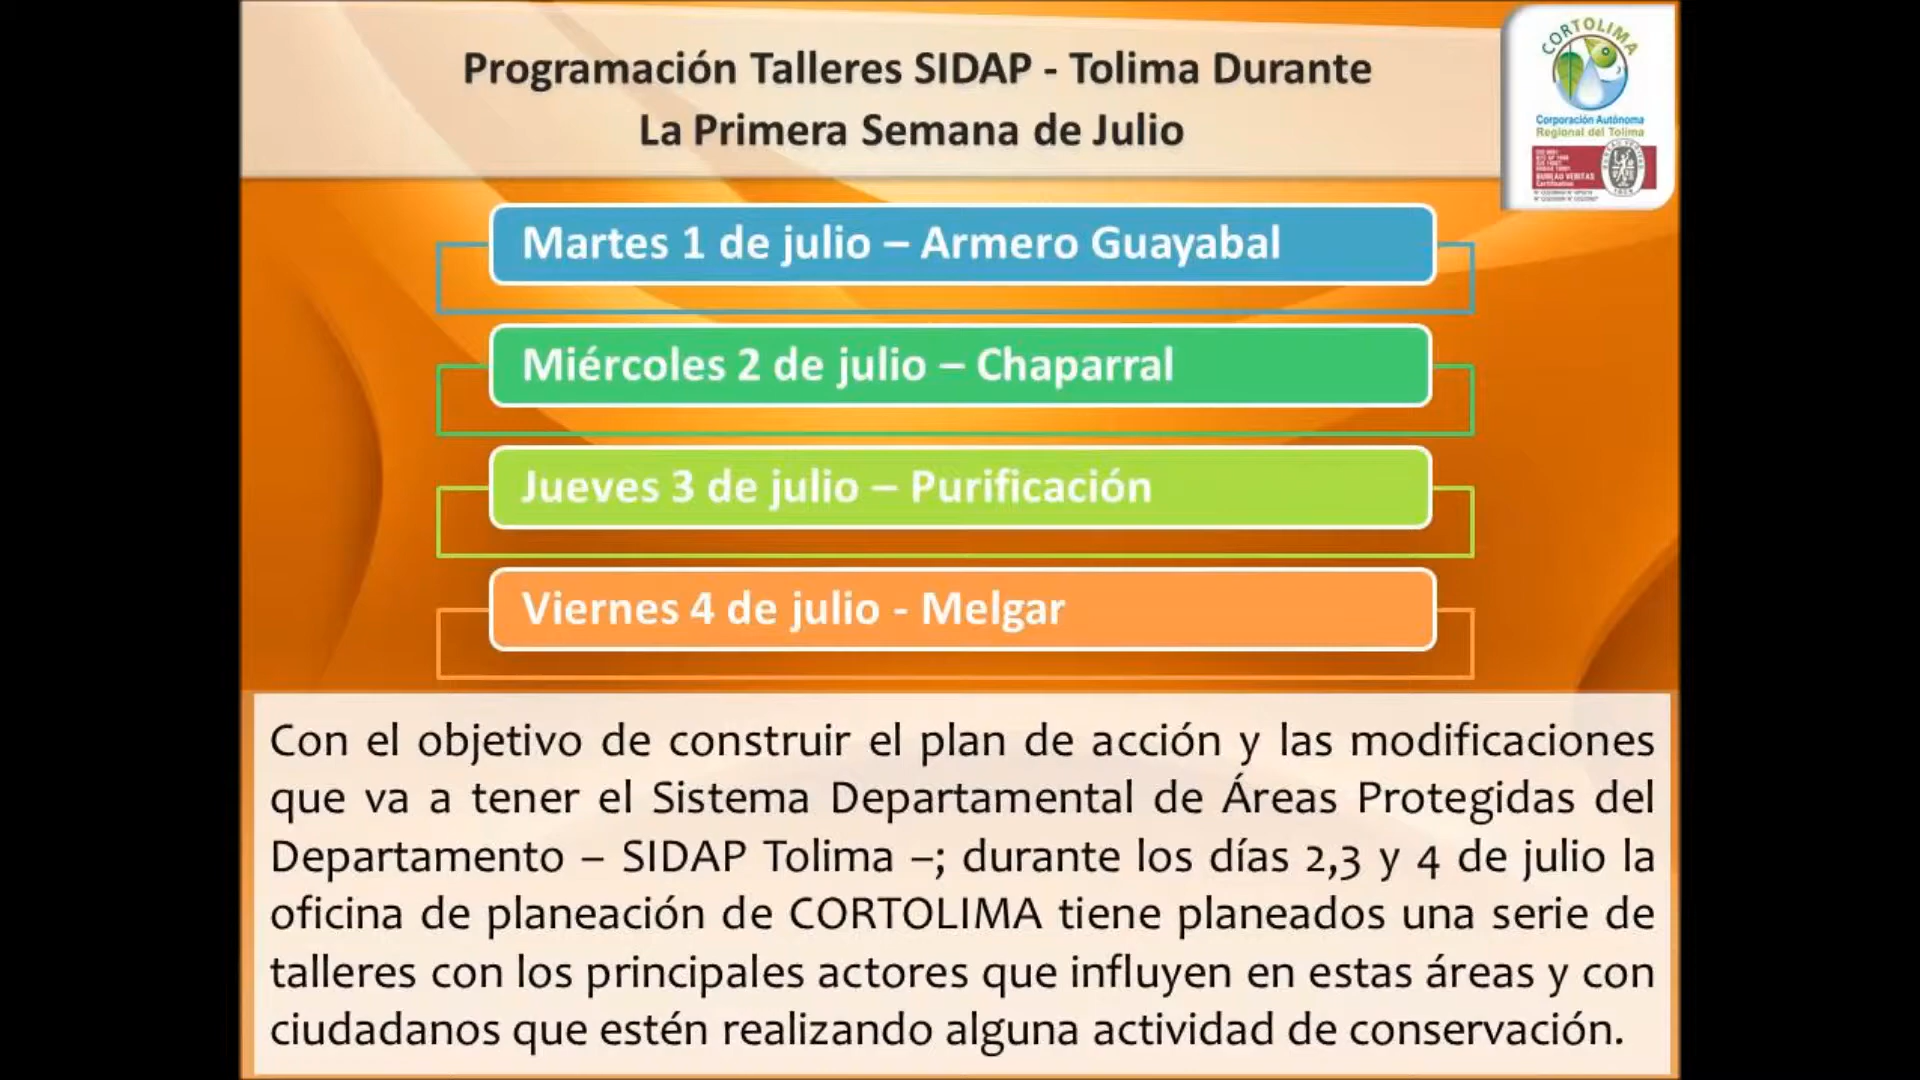 Programación Talleres SIDAP - Tolima Durante
La Primera Semana de Julio
CORTOLIMA
Corporación Autónoma
Regional del Tolima
BUREAU VERITAS
Certification
Martes 1 de julio – Armero Guayabal
Miércoles 2 de julio – Chaparral
Jueves 3 de julio – Purificación
Viernes 4 de julio - Melgar
Con el objetivo de construir el plan de acción y las modificaciones
que va a tener el Sistema Departamental de Áreas Protegidas del
Departamento – SIDAP Tolima –; durante los días 2,3 y 4 de julio la
oficina de planeación de CORTOLIMA tiene planeados una serie de
talleres con los principales actores que influyen en estas áreas y con
ciudadanos que estén realizando alguna actividad de conservación.